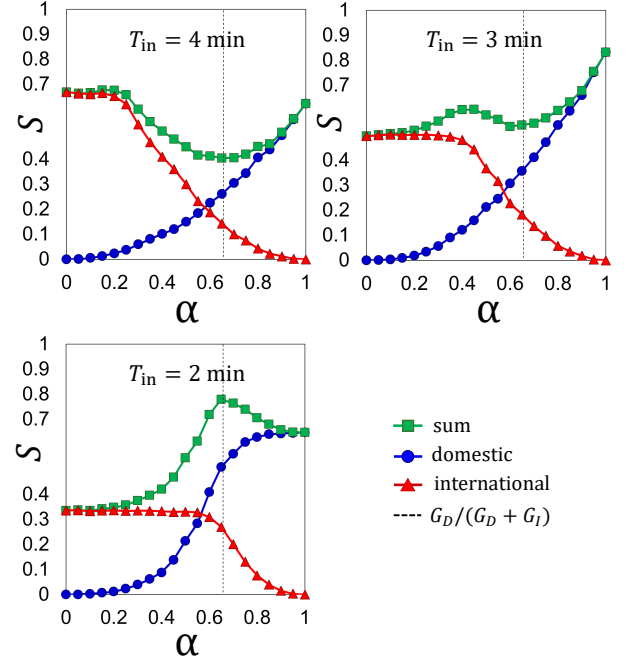 T_in = 4 min
1
0.9
0.8
0.7
0.4
0.3
0.2
0.1
0
S
0 0.2 0.4 0.6 0.8 1
α
T_in = 3 min
1
0.9
0.8
0.7
0.4
0.3
0.2
0.1
0
S
0 0.2 0.4 0.6 0.8 1
α
T_in = 2 min
1
0.9
0.8
0.7
0.4
0.3
0.2
0.1
0
S
0 0.2 0.4 0.6 0.8 1
α
sum
domestic
international
G_D/(G_D + G_I)